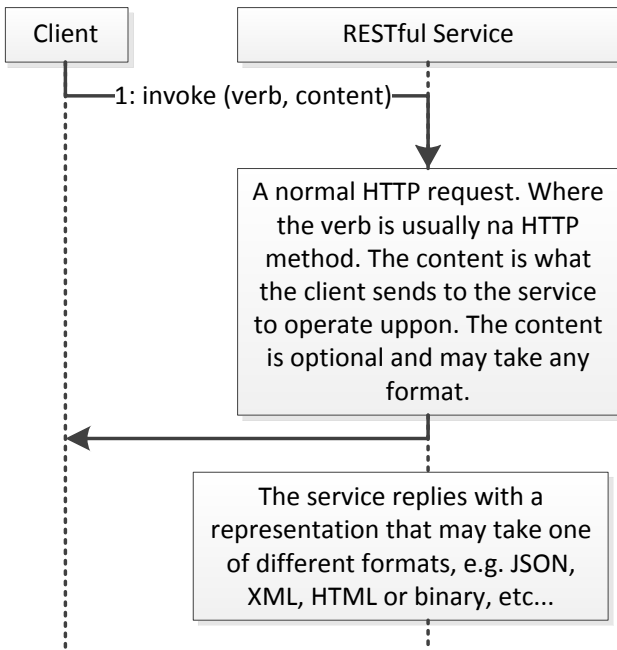 Client
RESTful Service
1: invoke (verb, content)
A normal HTTP request. Where
the verb is usually na HTTP
method. The content is what
the client sends to the service
to operate uppon. The content
is optional and may take any
format.
The service replies with a
representation that may take one
of different formats, e.g. JSON,
XML, HTML or binary, etc...